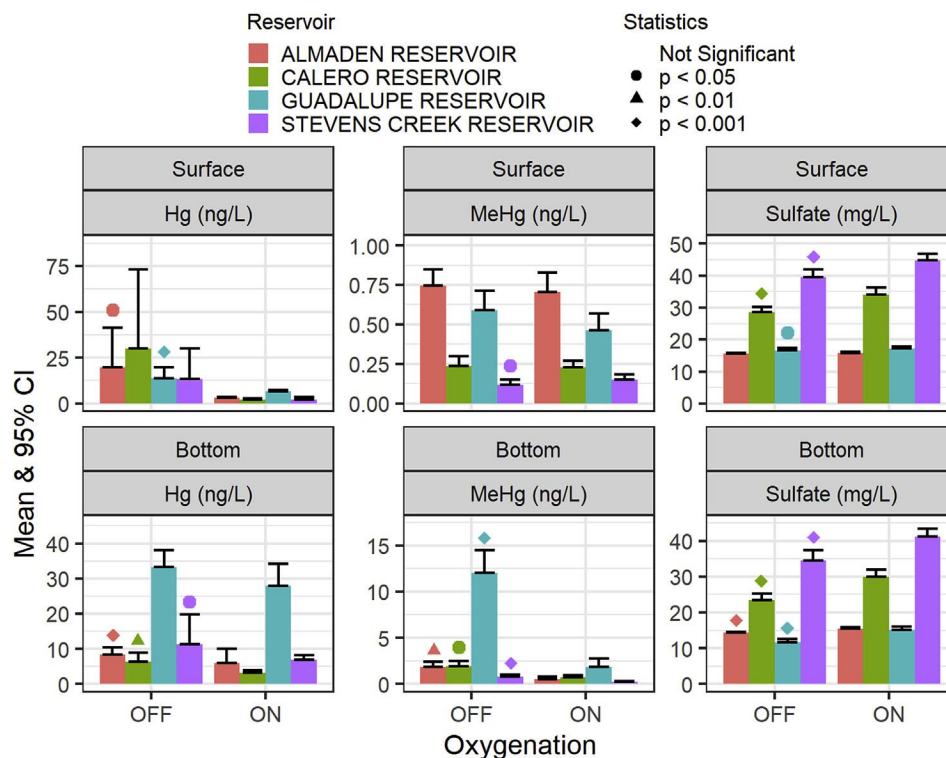 Reservoir
ALMADEN RESERVOIR
CALERO RESERVOIR
GUADALUPE RESERVOIR
STEVENS CREEK RESERVOIR
Statistics
Not Significant
p < 0.05
p < 0.01
p < 0.001
Mean & 95% CI
Surface
Hg (ng/L)
75
50
25
0
Surface
MeHg (ng/L)
1.00
0.75
0.50
0.25
0.00
Surface
Sulfate (mg/L)
50
40
30
20
10
0
Bottom
Hg (ng/L)
40
30
20
10
0
OFF ON
Bottom
MeHg (ng/L)
15
10
5
0
OFF ON
Bottom
Sulfate (mg/L)
40
30
20
10
0
OFF ON
Oxygenation